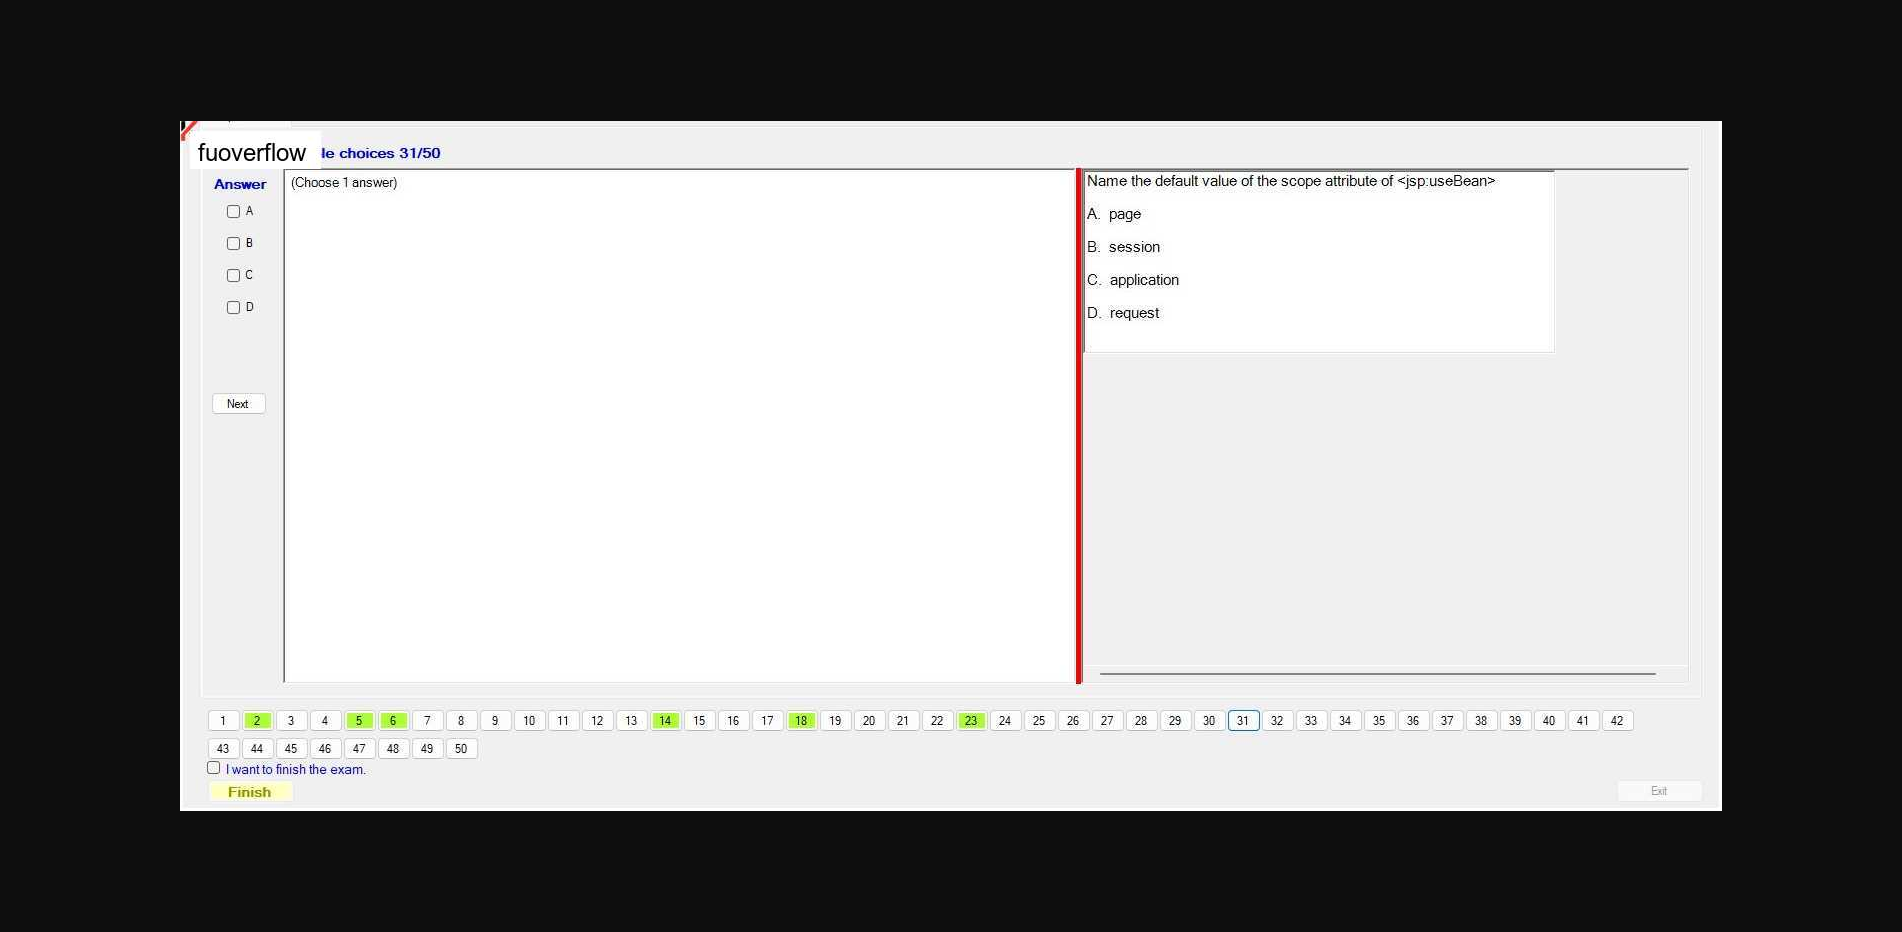 fuoverflow le choices 31/50
Answer
(Choose 1 answer)
A
B
C
D
Next
Name the default value of the scope attribute of <jsp:useBean>
A. page
B. session
C. application
D. request
1 2 3 4 5 6 7 8 9 10 11 12 13 14 15 16 17 18 19 20 21 22 23 24 25 26 27 28 29 30 31 32 33 34 35 36 37 38 39 40 41 42
43 44 45 46 47 48 49 50
I want to finish the exam.
Finish
Exit